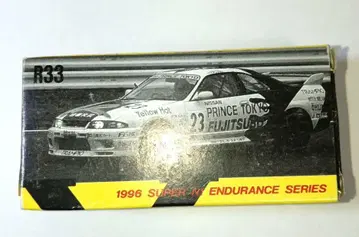 R33
Yellow Hat
NISSAN
PRINCE TOKYO
23 FUJITSU
1996 SUPER N1 ENDURANCE SERIES